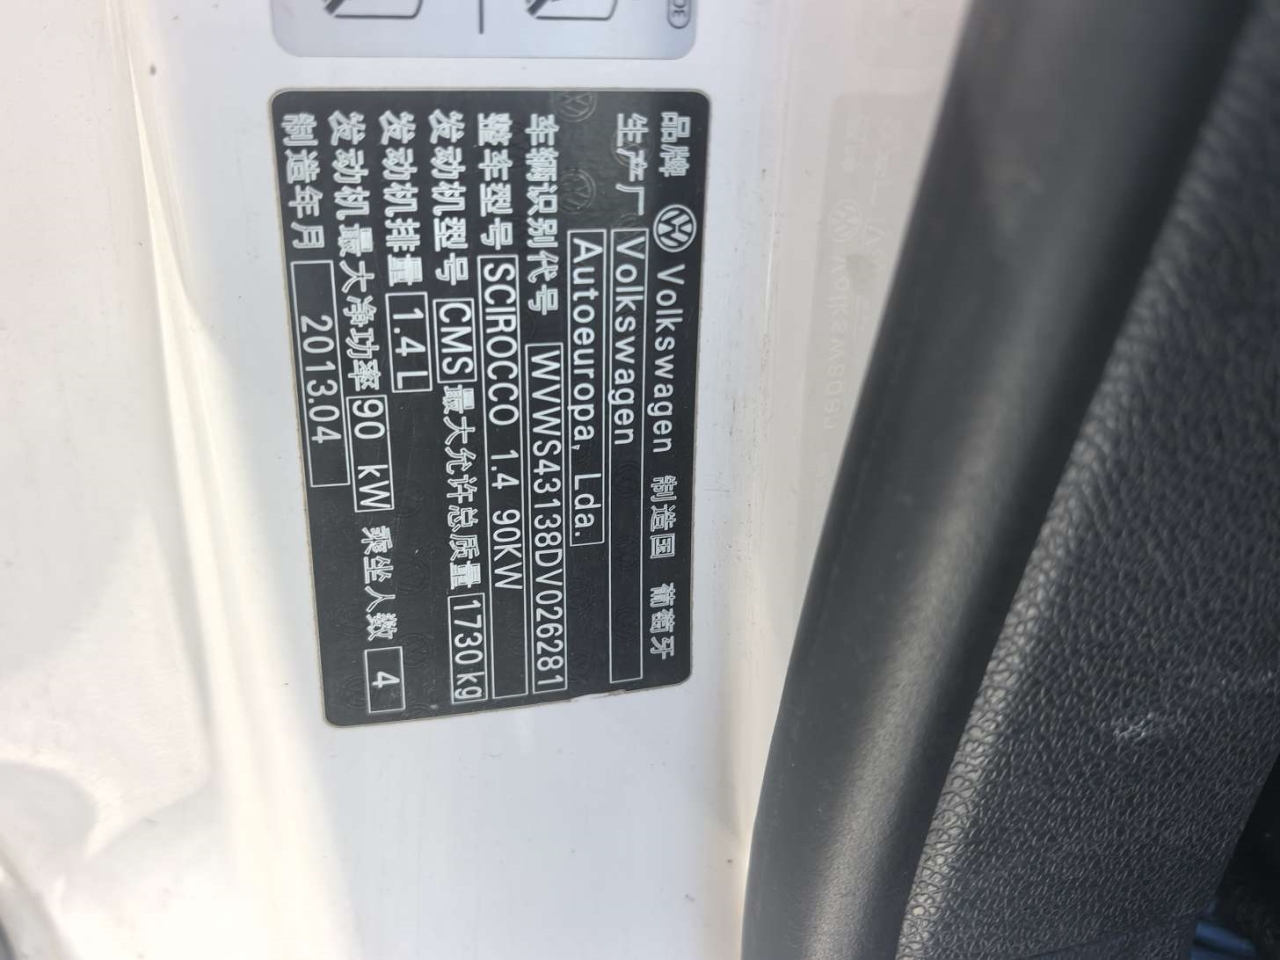 品牌 Volkswagen 制造国 葡萄牙
生产厂 Volkswagen
Autoeuropa, Lda.
车辆识别代号 WVWS43138DV026281
整车型号 SCIROCCO 1.4 90KW
发动机型号 CMS 最大允许总质量 1730kg
发动机排量 1.4L
发动机最大净功率 90 kW 乘坐人数 4
制造年月 2013.04